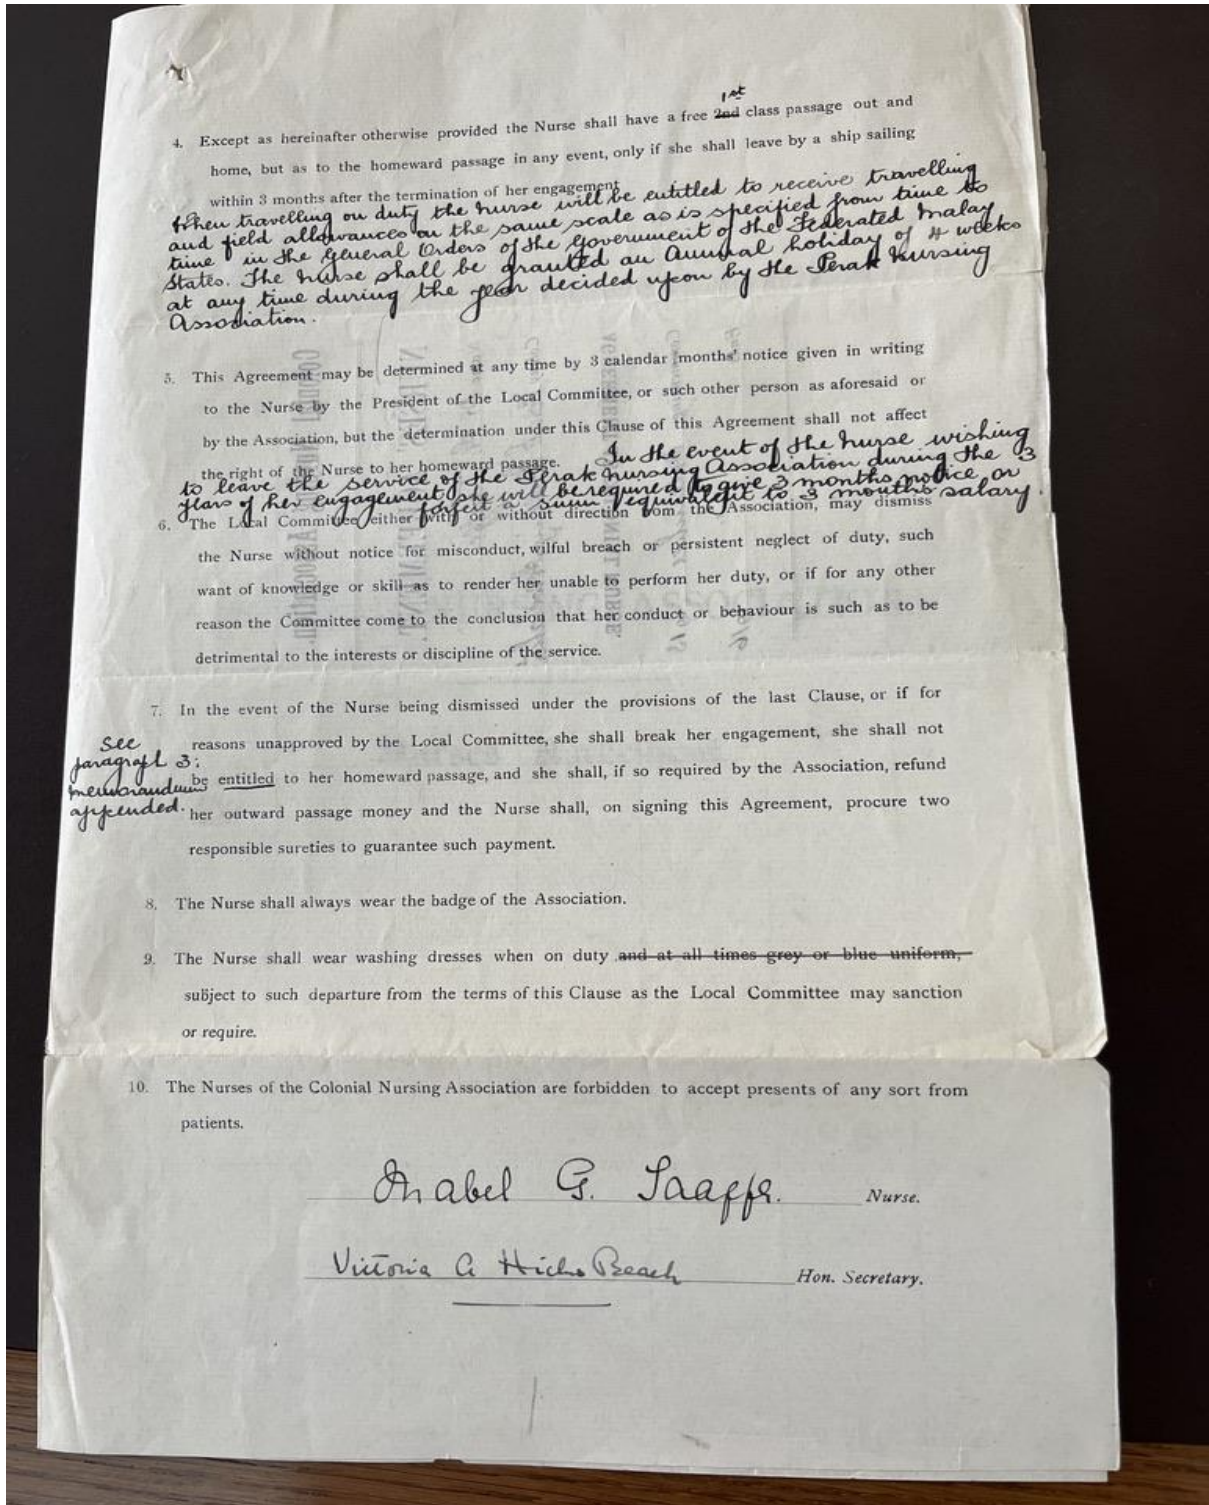 1st
4. Except as hereinafter otherwise provided the Nurse shall have a free 2nd class passage out and
home, but as to the homeward passage in any event, only if she shall leave by a ship sailing
within 3 months after the termination of her engagement
When travelling on duty the nurse will be entitled to receive travelling
and field allowances on the same scale as is specified from time to
time in the General Orders of the Government of the Federated Malay
States. The nurse shall be granted an Annual holiday of 4 weeks
at any time during the year decided upon by the Perak Nursing
Association.
5. This Agreement may be determined at any time by 3 calendar months' notice given in writing
to the Nurse by the President of the Local Committee, or such other person as aforesaid or
by the Association, but the determination under this Clause of this Agreement shall not affect
the right of the Nurse to her homeward passage. In the event of the nurse wishing
to leave the service of the Perak Nursing Association during the 3
years of her engagement she will be required to give 3 months notice or
forfeit a sum equivalent to 3 months salary.
6. The Local Committee either with or without direction from the Association, may dismiss
the Nurse without notice for misconduct, wilful breach or persistent neglect of duty, such
want of knowledge or skill as to render her unable to perform her duty, or if for any other
reason the Committee come to the conclusion that her conduct or behaviour is such as to be
detrimental to the interests or discipline of the service.
7. In the event of the Nurse being dismissed under the provisions of the last Clause, or if for
reasons unapproved by the Local Committee, she shall break her engagement, she shall not
be entitled to her homeward passage, and she shall, if so required by the Association, refund
her outward passage money and the Nurse shall, on signing this Agreement, procure two
responsible sureties to guarantee such payment.
See
paragraph 3:
memorandum
appended.
8. The Nurse shall always wear the badge of the Association.
9. The Nurse shall wear washing dresses when on duty and at all times grey or blue uniform,
subject to such departure from the terms of this Clause as the Local Committee may sanction
or require.
10. The Nurses of the Colonial Nursing Association are forbidden to accept presents of any sort from
patients.
Mabel G. Nurse.
Victoria A Hicks Beach Hon. Secretary.